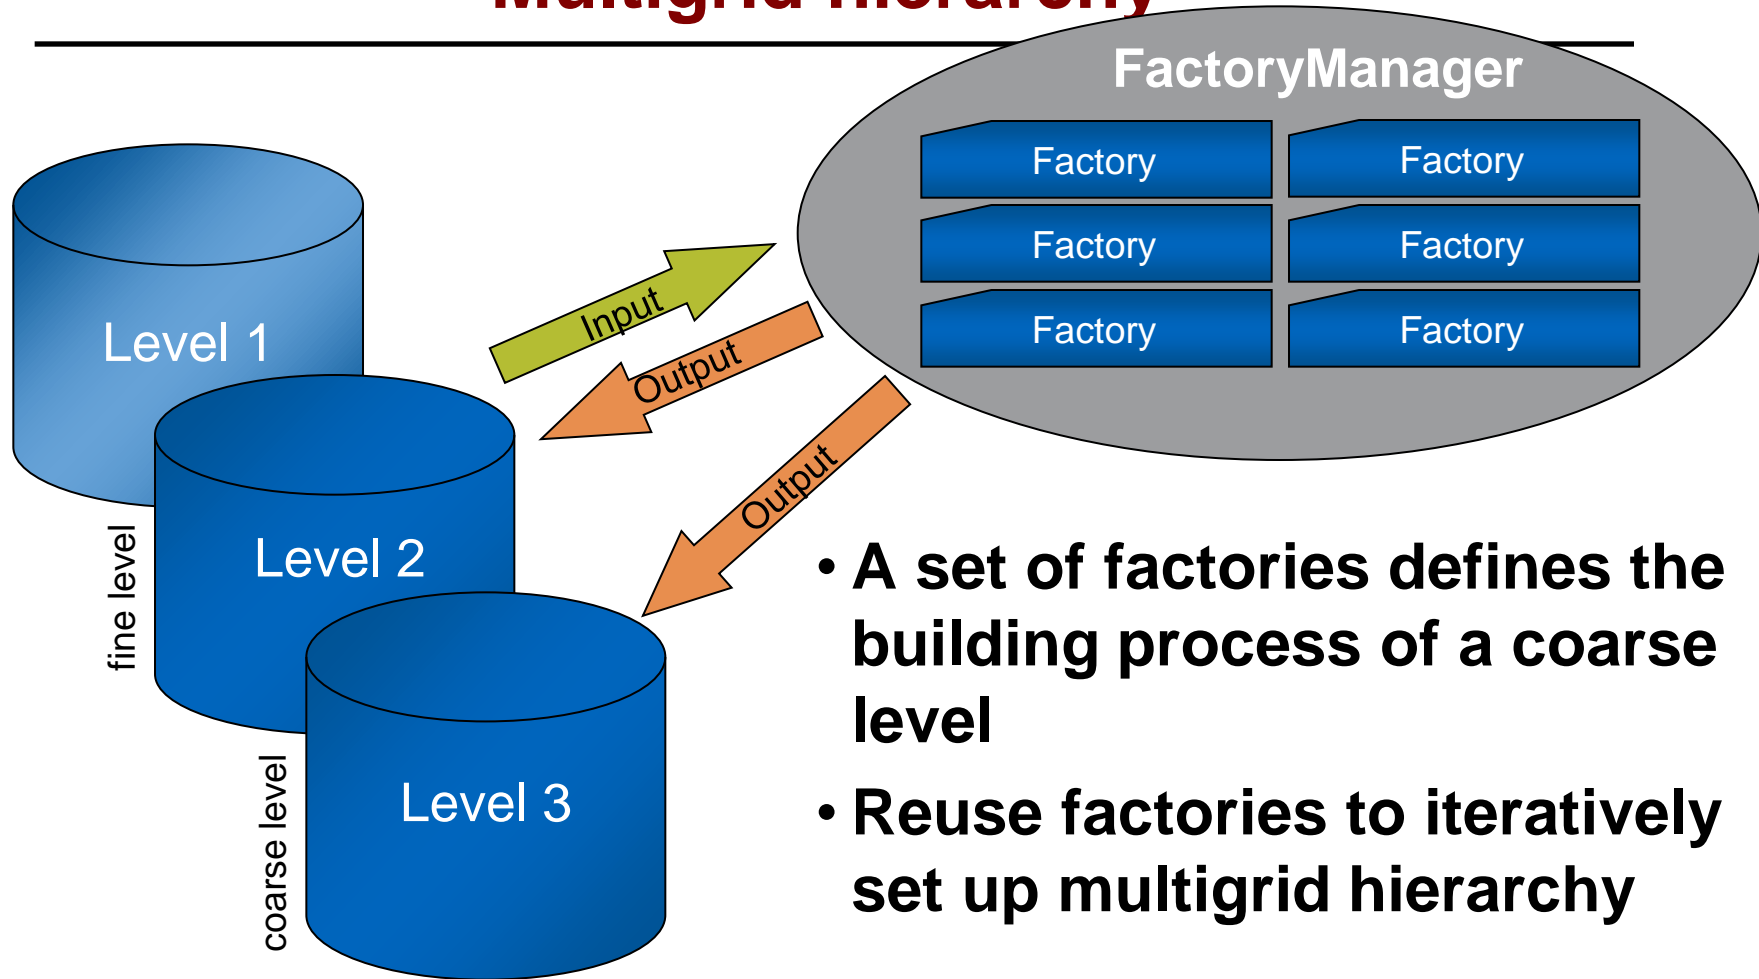 Multigrid hierarchy
FactoryManager
Factory
Factory
Factory
Factory
Factory
Factory
Input
Output
Output
Level 1
fine level
Level 2
coarse level
Level 3
• A set of factories defines the
building process of a coarse
level
• Reuse factories to iteratively
set up multigrid hierarchy